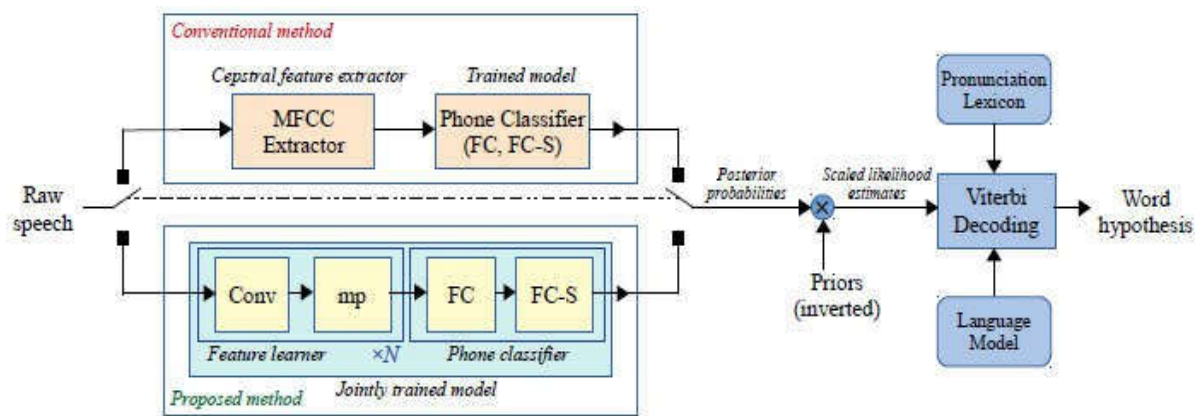 Conventional method
Cepstral feature extractor
Trained model
MFCC
Extractor
Phone Classifier
(FC, FC-S)
Raw
speech
Posterior
probabilities
Scaled likelihood
estimates
×
Priors
(inverted)
Pronunciation
Lexicon
Viterbi
Decoding
Word
hypothesis
Language
Model
Conv
mp
FC
FC-S
Feature learner
×N
Phone classifier
Jointly trained model
Proposed method